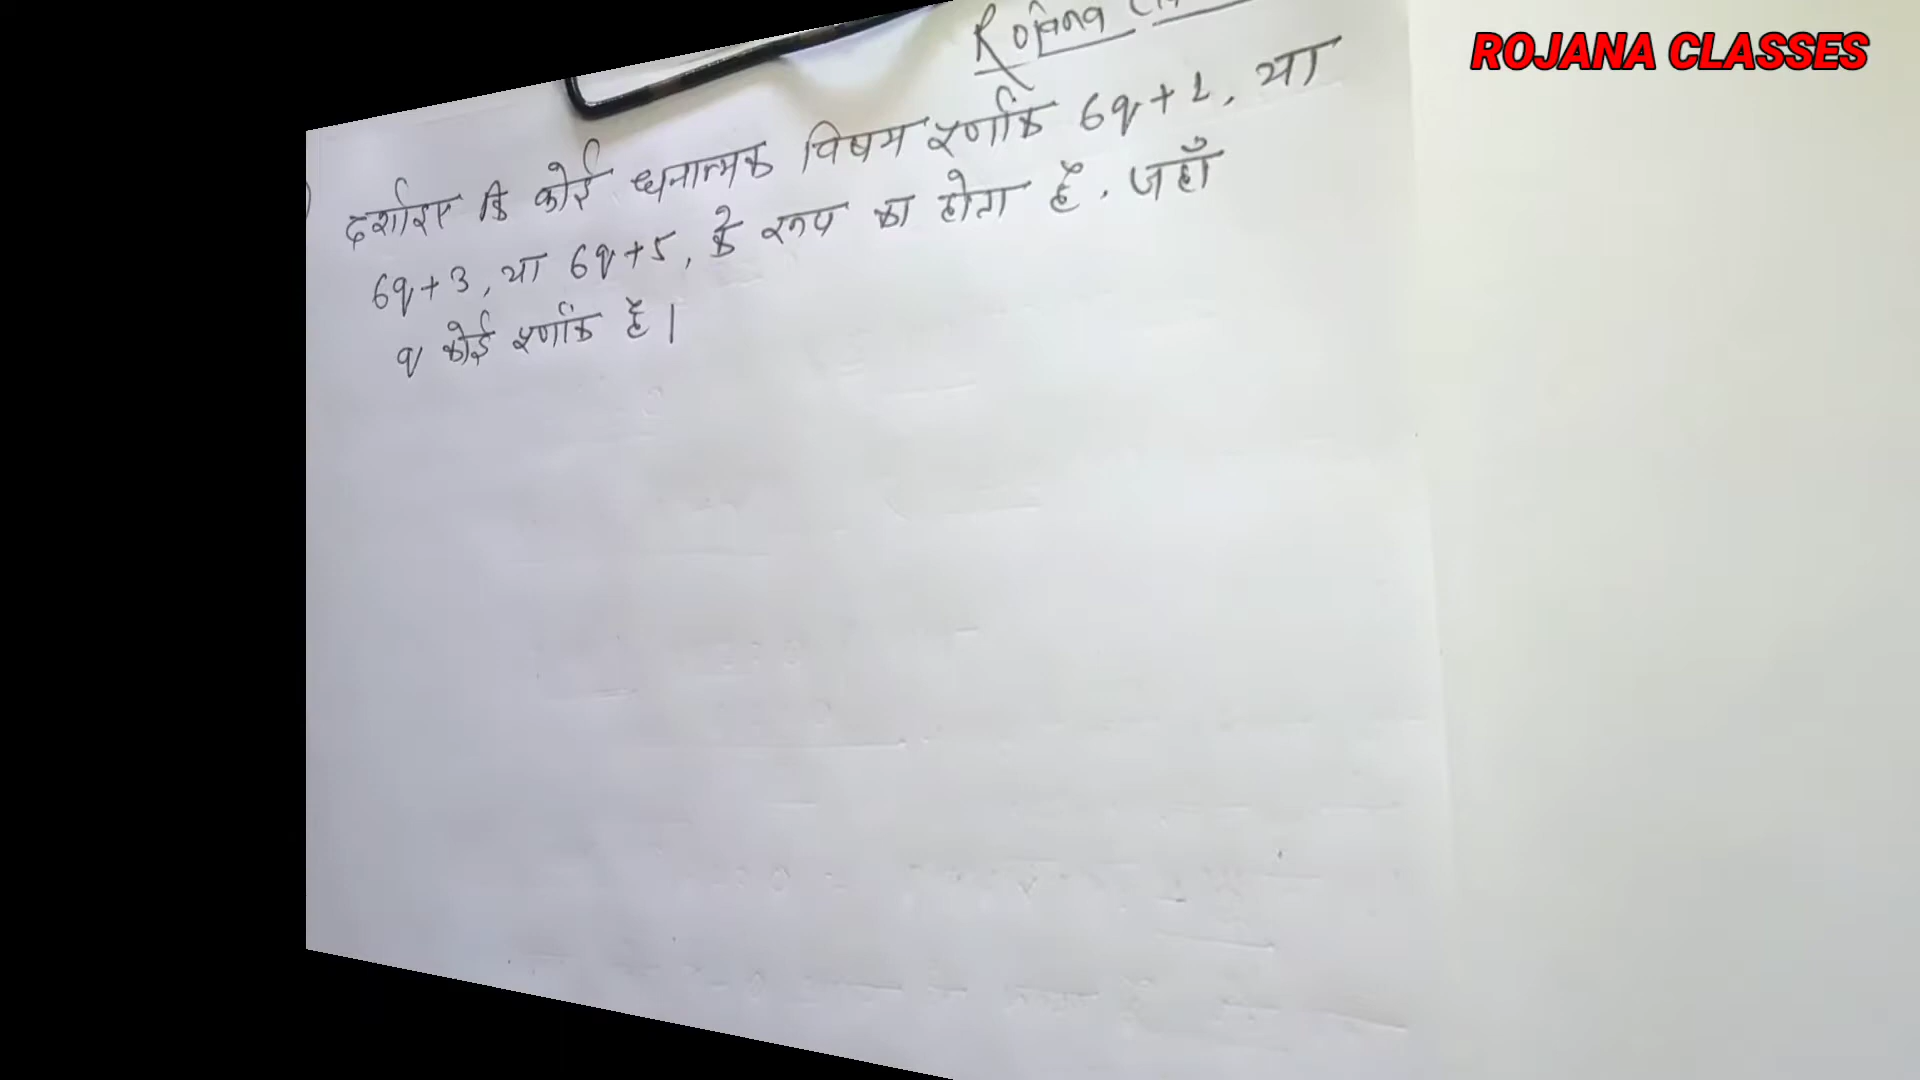 ROJANA CLASSES
Rojana
दर्शाइए कि कोई धनात्मक विषम पूर्णांक 6q+1, या
6q+3, या 6q+5, के रूप का होता है, जहाँ
q कोई पूर्णांक है।